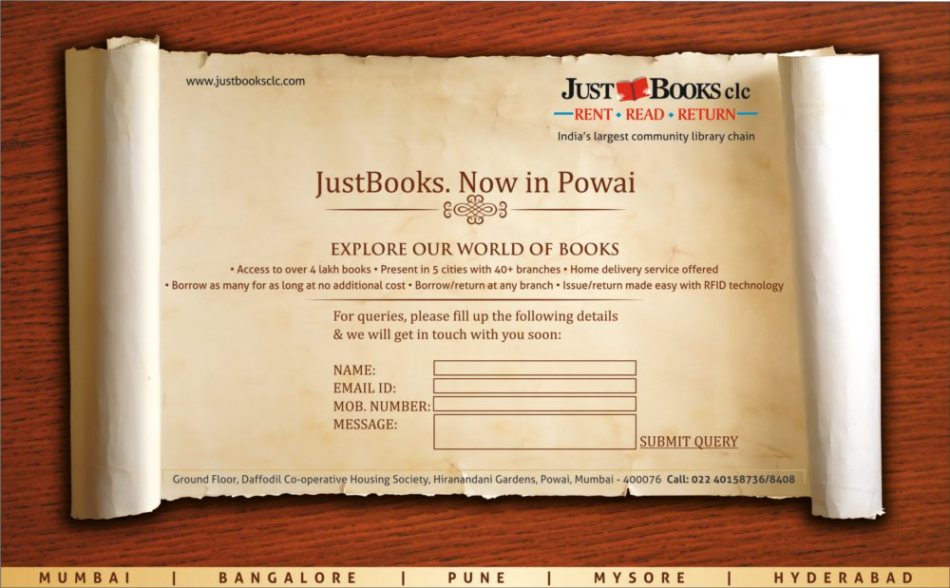 www.justbooksclc.com
JUST BOOKS clc
RENT • READ • RETURN
India's largest community library chain
JustBooks. Now in Powai
EXPLORE OUR WORLD OF BOOKS
• Access to over 4 lakh books • Present in 5 cities with 40+ branches • Home delivery service offered
• Borrow as many for as long at no additional cost • Borrow/return at any branch • Issue/return made easy with RFID technology
For queries, please fill up the following details
& we will get in touch with you soon:
NAME:
EMAIL ID:
MOB. NUMBER:
MESSAGE:
SUBMIT QUERY
Ground Floor, Daffodil Co-operative Housing Society, Hiranandani Gardens, Powai, Mumbai - 400076 Call: 022 40158736/8408
MUMBAI | BANGALORE | PUNE | MYSORE | HYDERABAD